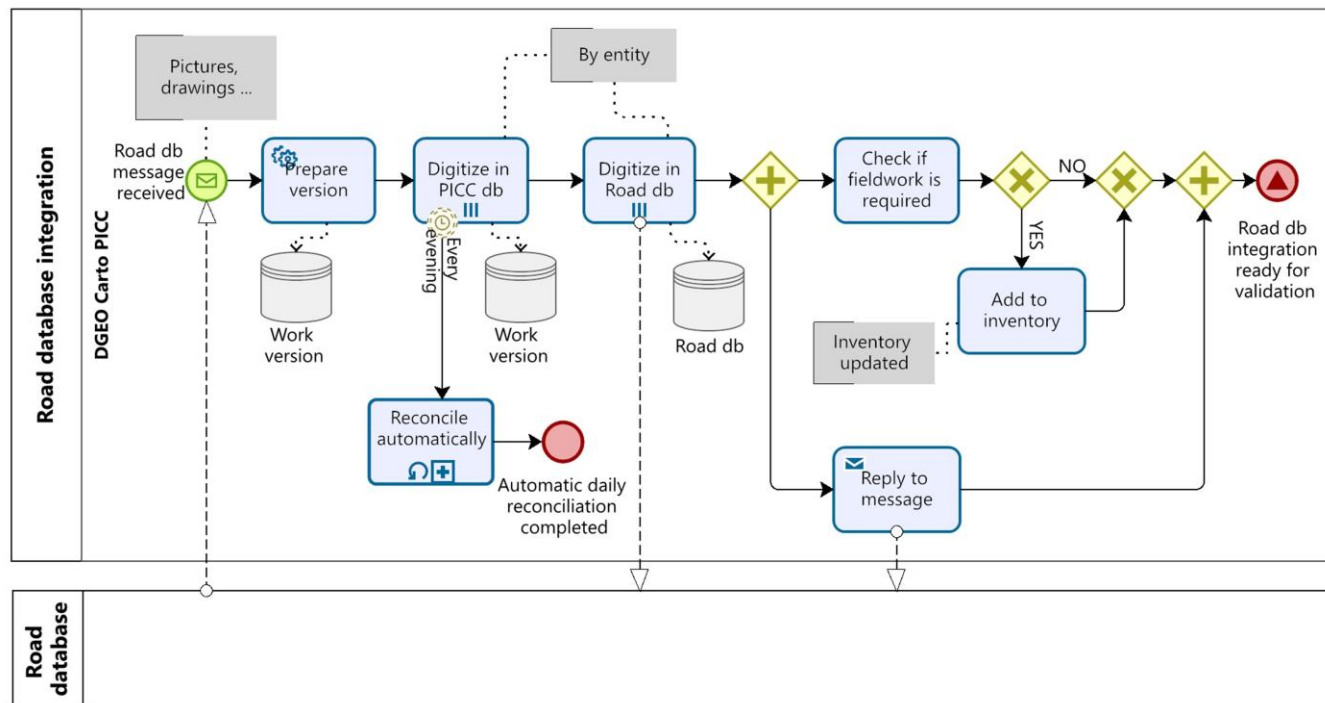 Road database integration
DGEO Carto PICC
Pictures,
drawings ...
By entity
Road db
message
received
Prepare
version
Digitize in
PICC db
Digitize in
Road db
Check if
fieldwork is
required
NO
YES
Every
evening
Work
version
Work
version
Road db
Add to
inventory
Inventory
updated
Road db
integration
ready for
validation
Reconcile
automatically
Automatic daily
reconciliation
completed
Reply to
message
Road
database